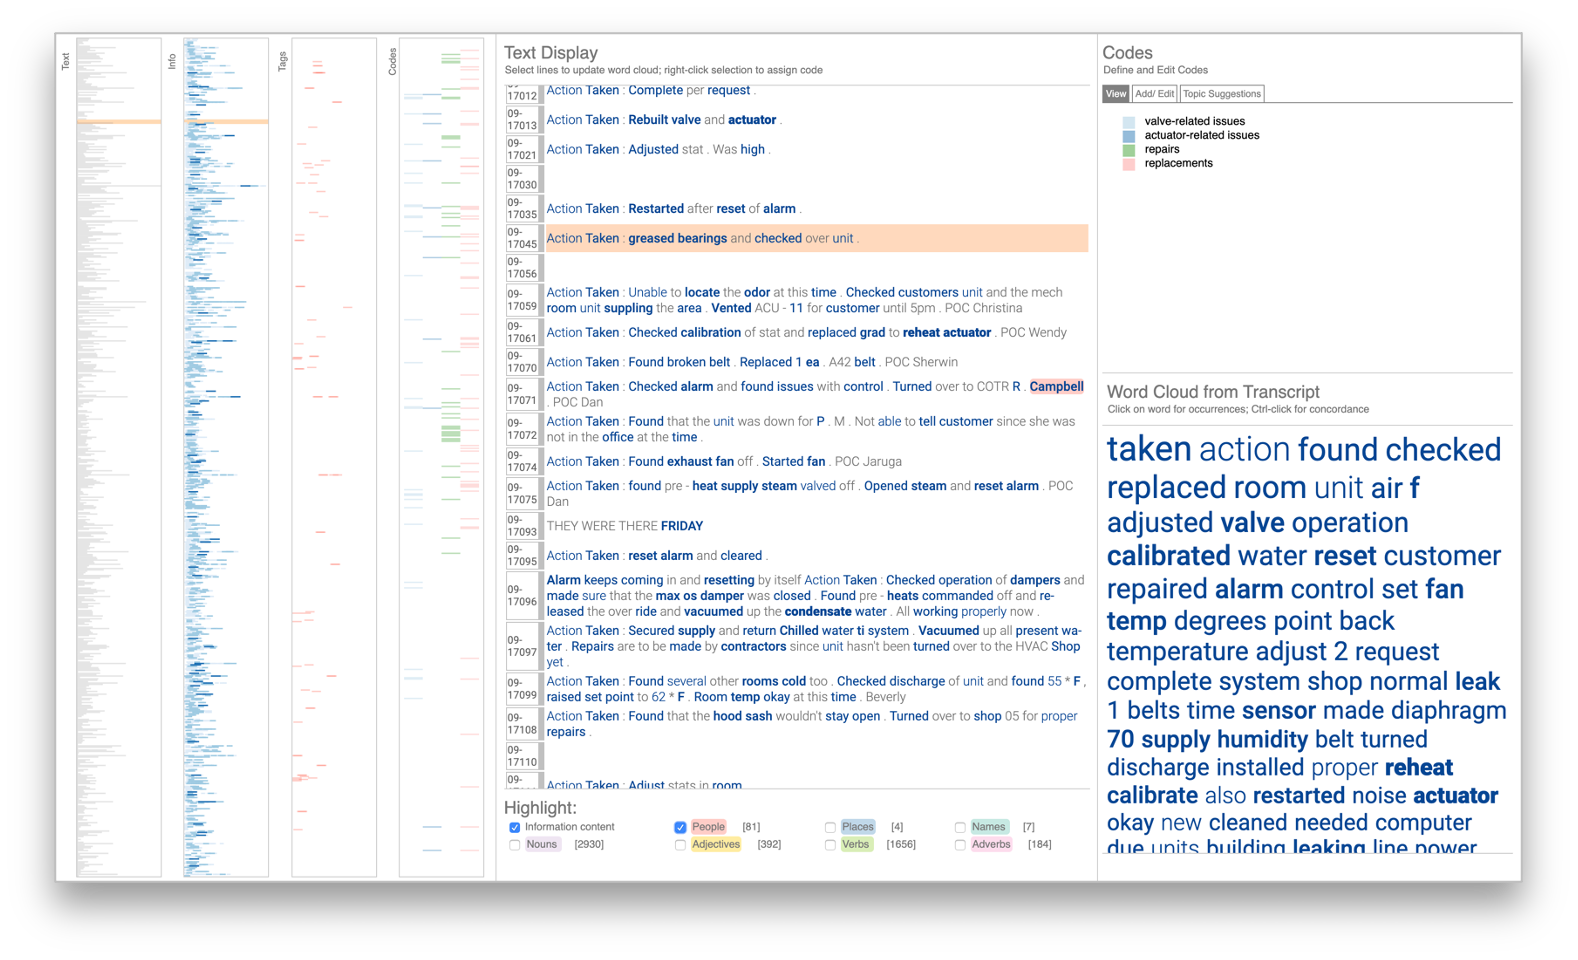 Text
Info
Tags
Codes
Text Display
Select lines to update word cloud; right-click selection to assign code
09-17012 Action Taken : Complete per request .
09-17013 Action Taken : Rebuilt valve and actuator .
09-17021 Action Taken : Adjusted stat . Was high .
09-17030
09-17035 Action Taken : Restarted after reset of alarm .
09-17045 Action Taken : greased bearings and checked over unit .
09-17056
09-17059 Action Taken : Unable to locate the odor at this time . Checked customers unit and the mech
room unit suppling the area . Vented ACU - 11 for customer until 5pm . POC Christina
09-17061 Action Taken : Checked calibration of stat and replaced grad to reheat actuator . POC Wendy
09-17070 Action Taken : Found broken belt . Replaced 1 ea . A42 belt . POC Sherwin
09-17071 Action Taken : Checked alarm and found issues with control . Turned over to COTR R . Campbell
. POC Dan
09-17072 Action Taken : Found that the unit was down for P . M . Not able to tell customer since she was
not in the office at the time .
09-17074 Action Taken : Found exhaust fan off . Started fan . POC Jaruga
09-17075 Action Taken : found pre - heat supply steam valved off . Opened steam and reset alarm . POC
Dan
09-17093 THEY WERE THERE FRIDAY
09-17095 Action Taken : reset alarm and cleared .
09-17096 Alarm keeps coming in and resetting by itself Action Taken : Checked operation of dampers and
made sure that the max os damper was closed . Found pre - heats commanded off and re-
leased the over ride and vacuumed up the condensate water . All working properly now .
09-17097 Action Taken : Secured supply and return Chilled water ti system . Vacuumed up all present wa-
ter . Repairs are to be made by contractors since unit hasn't been turned over to the HVAC Shop
yet .
09-17099 Action Taken : Found several other rooms cold too . Checked discharge of unit and found 55 * F ,
raised set point to 62 * F . Room temp okay at this time . Beverly
09-17108 Action Taken : Found that the hood sash wouldn't stay open . Turned over to shop 05 for proper
repairs .
09-17110
09- Action Taken : Adjust stats in room
Highlight:
Information content People [81] Places [4] Names [7]
Nouns [2930] Adjectives [392] Verbs [1656] Adverbs [184]
Codes
Define and Edit Codes
View Add/ Edit Topic Suggestions
valve-related issues
actuator-related issues
repairs
replacements
Word Cloud from Transcript
Click on word for occurrences; Ctrl-click for concordance
taken action found checked
replaced room unit air f
adjusted valve operation
calibrated water reset customer
repaired alarm control set fan
temp degrees point back
temperature adjust 2 request
complete system shop normal leak
1 belts time sensor made diaphragm
70 supply humidity belt turned
discharge installed proper reheat
calibrate also restarted noise actuator
okay new cleaned needed computer
due units building leaking line power